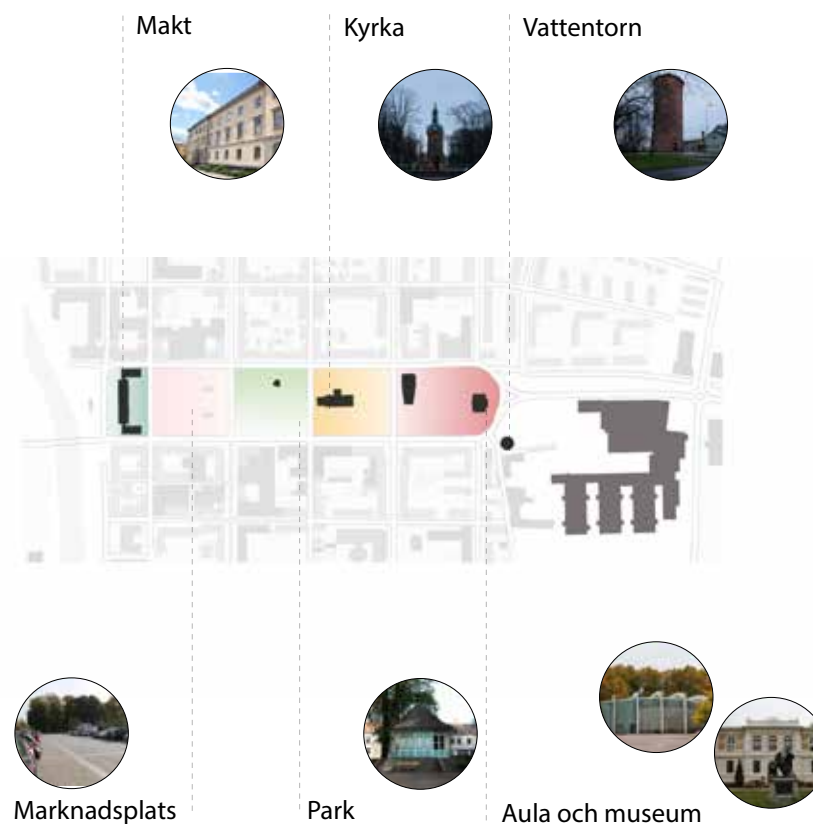 Makt
Kyrka
Vattentorn
Marknadsplats
Park
Aula och museum